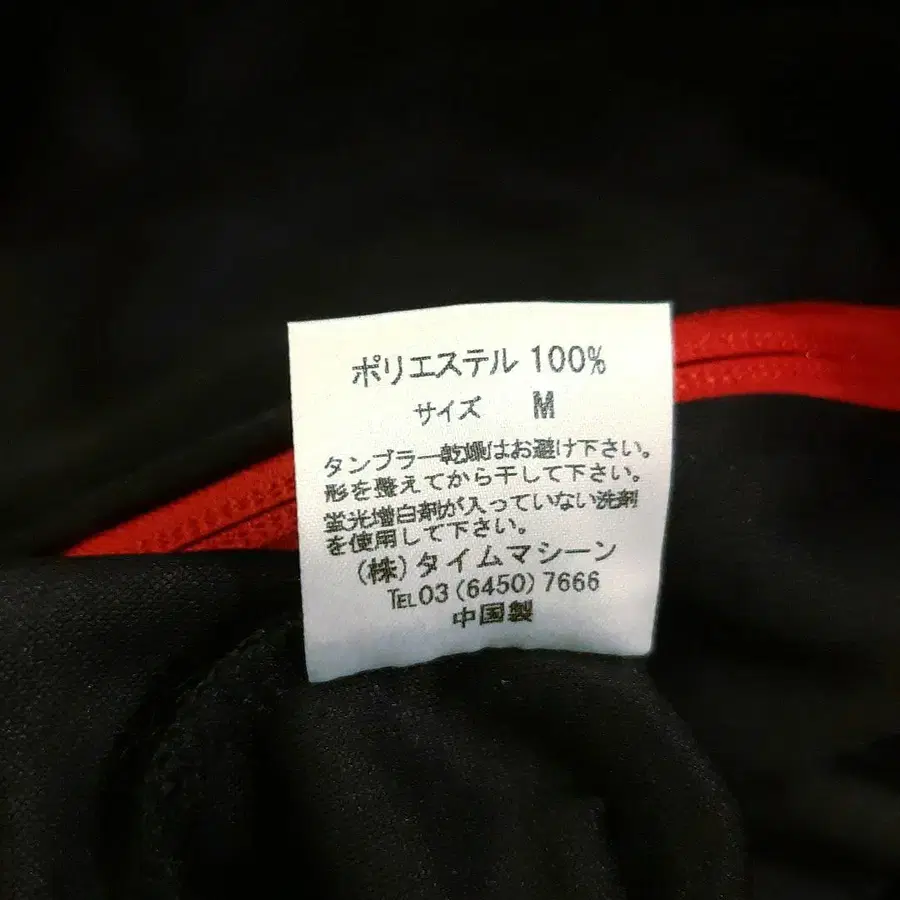 ポリエステル 100%
サイズ M
タンブラー乾燥はお避け下さい。
形を整えてから干して下さい。
蛍光増白剤が入っていない洗剤
を使用して下さい。
(株)タイムマシーン
TEL03(6450)7666
中国製